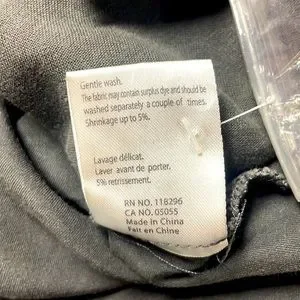 Gentle wash.
The fabric may contain surplus dye and should be
washed separately a couple of times.
Shrinkage up to 5%.
Lavage délicat.
Laver avant de porter.
5% retrissement.
RN NO. 118296
CA NO. 05055
Made in China
Fait en Chine